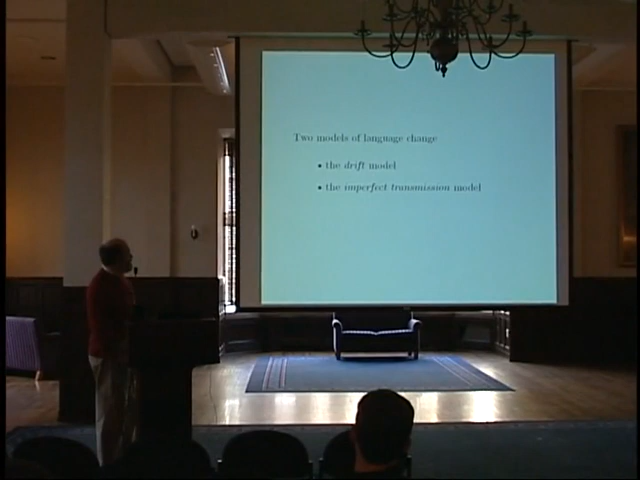 Two models of language change
• the drift model
• the imperfect transmission model